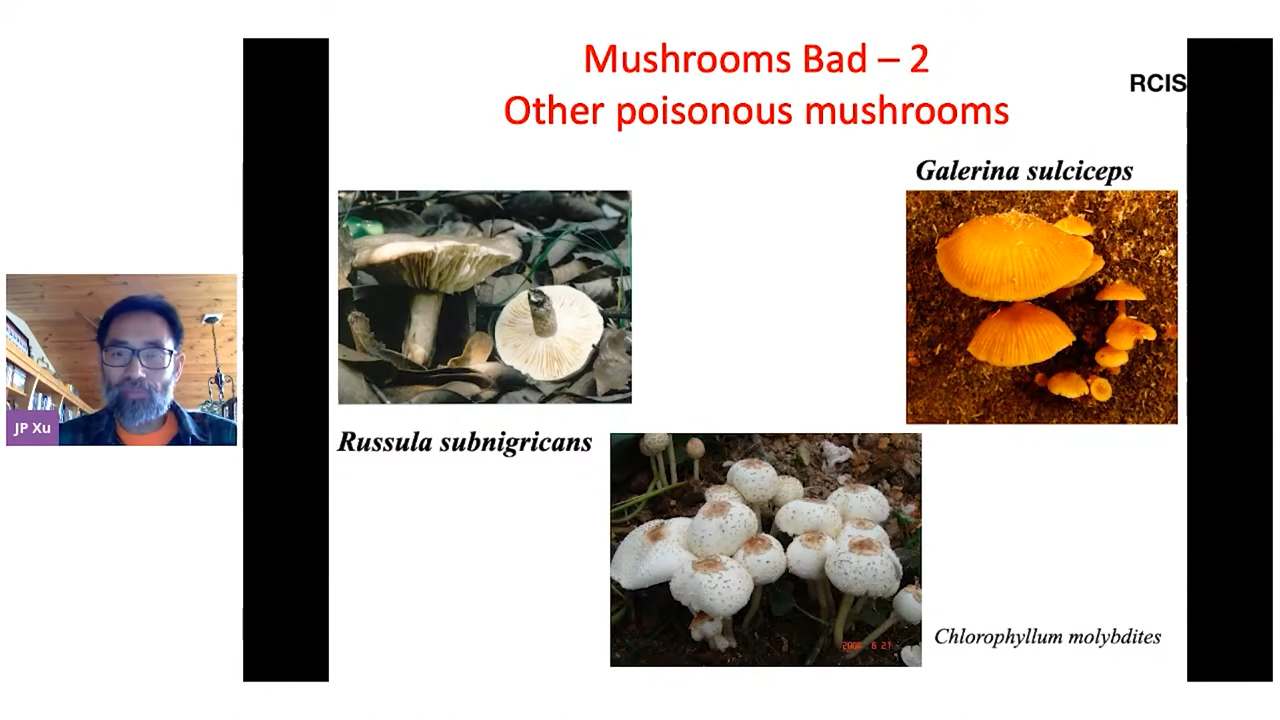 Mushrooms Bad – 2
Other poisonous mushrooms
RCIS
Galerina sulciceps
JP Xu
Russula subnigricans
Chlorophyllum molybdites